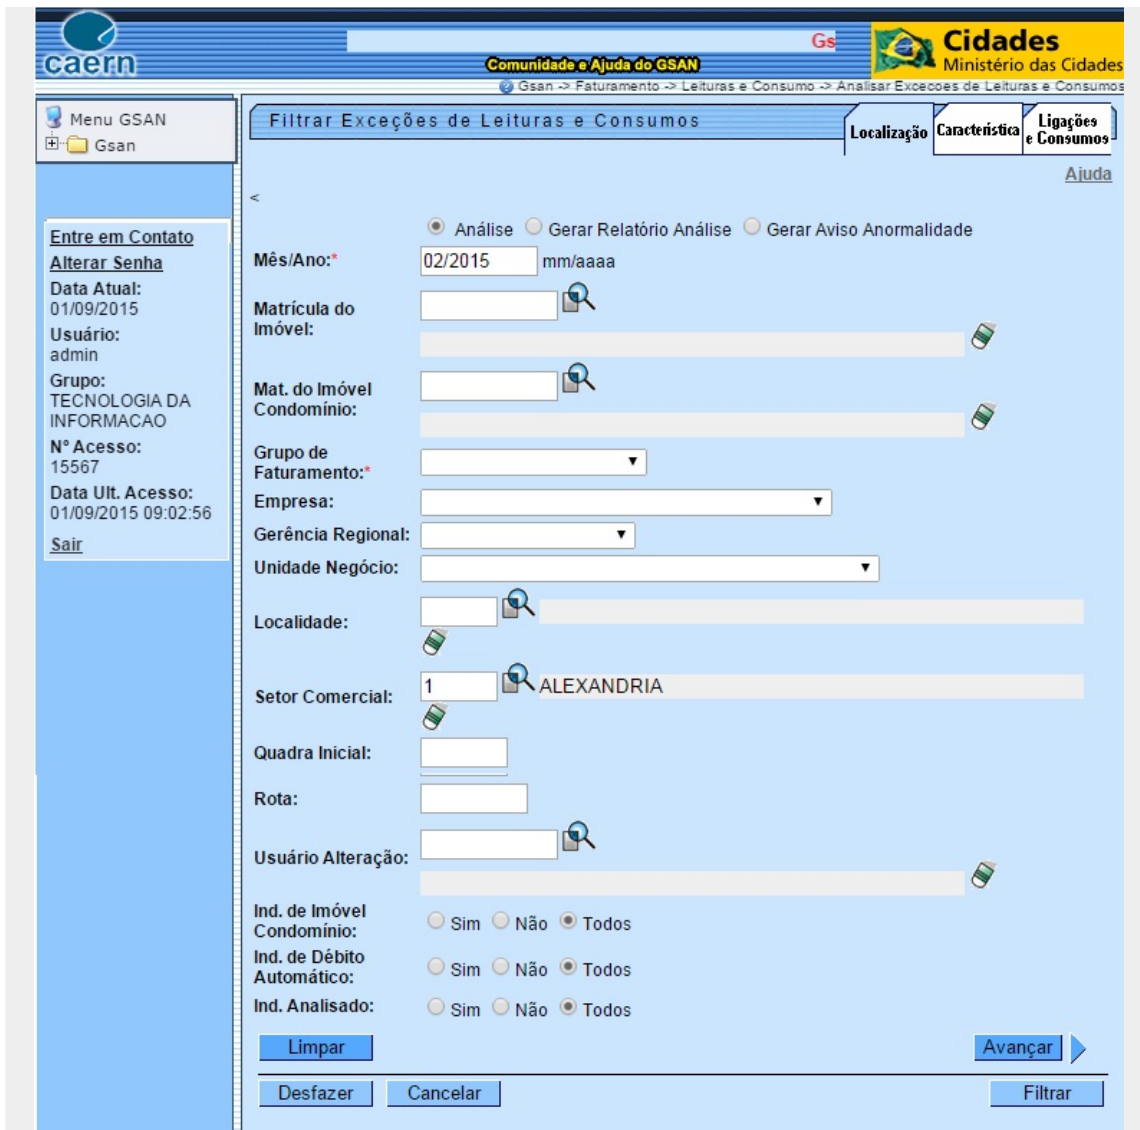 caern
Gs
Comunidade e Ajuda do GSAN
Cidades
Ministério das Cidades
Gsan -> Faturamento -> Leituras e Consumo -> Analisar Excecoes de Leituras e Consumos
Menu GSAN
Gsan
Entre em Contato
Alterar Senha
Data Atual:
01/09/2015
Usuário:
admin
Grupo:
TECNOLOGIA DA
INFORMACAO
Nº Acesso:
15567
Data Ult. Acesso:
01/09/2015 09:02:56
Sair
Filtrar Exceções de Leituras e Consumos
Localização
Característica
Ligações
e Consumos
Ajuda
<
Análise Gerar Relatório Análise Gerar Aviso Anormalidade
Mês/Ano:* 02/2015 mm/aaaa
Matrícula do
Imóvel:
Mat. do Imóvel
Condomínio:
Grupo de
Faturamento:*
Empresa:
Gerência Regional:
Unidade Negócio:
Localidade:
Setor Comercial: 1 ALEXANDRIA
Quadra Inicial:
Rota:
Usuário Alteração:
Ind. de Imóvel
Condomínio: Sim Não Todos
Ind. de Débito
Automático: Sim Não Todos
Ind. Analisado: Sim Não Todos
Limpar Avançar
Desfazer Cancelar Filtrar